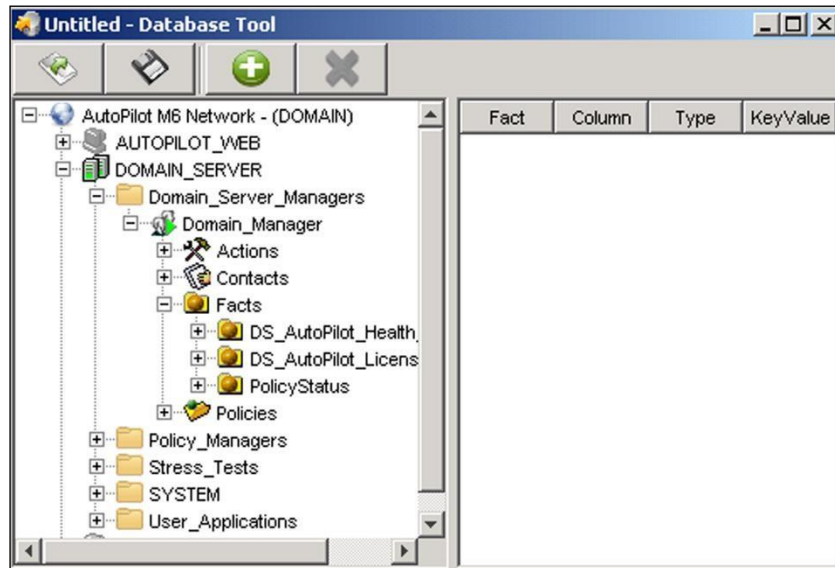 Untitled - Database Tool
AutoPilot M6 Network - (DOMAIN)
AUTOPILOT_WEB
DOMAIN_SERVER
Domain_Server_Managers
Domain_Manager
Actions
Contacts
Facts
DS_AutoPilot_Health_
DS_AutoPilot_Licens
PolicyStatus
Policies
Policy_Managers
Stress_Tests
SYSTEM
User_Applications
Fact Column Type KeyValue